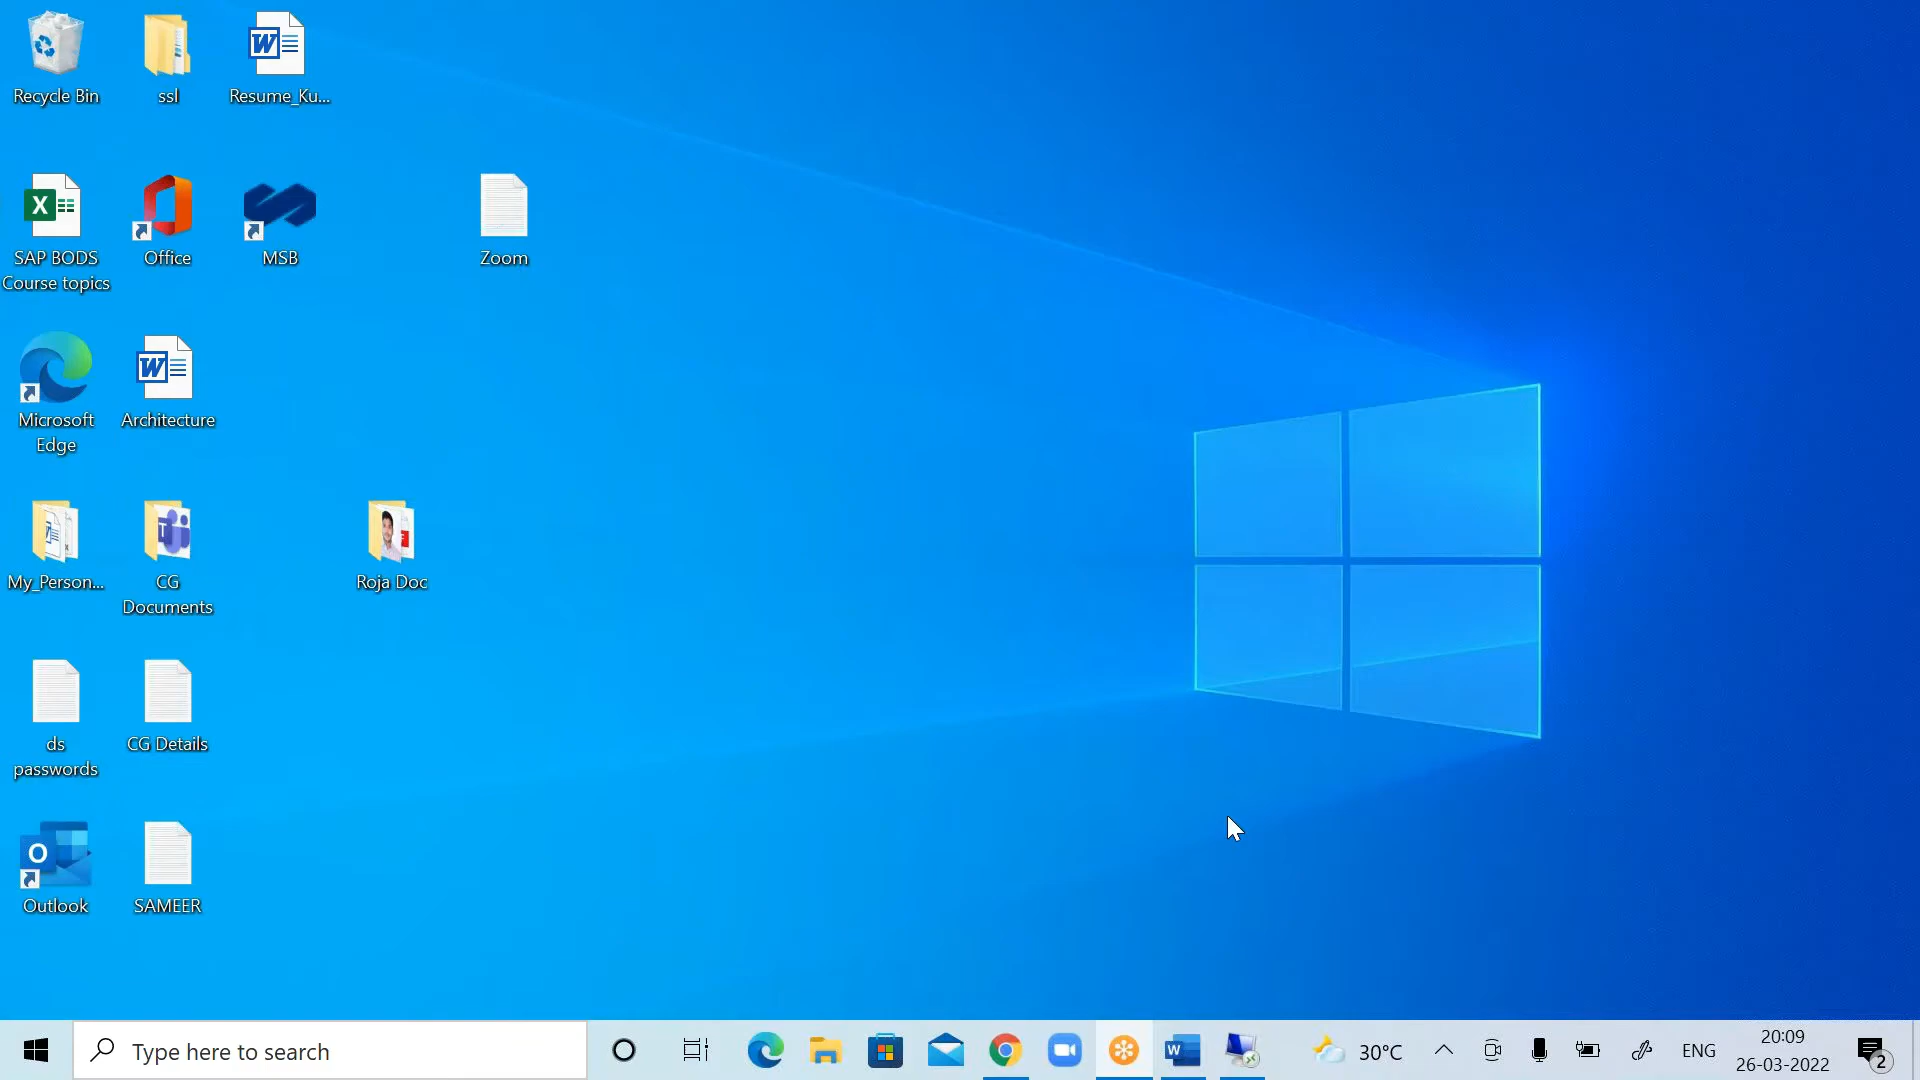 Recycle Bin
ssl
Resume_Ku...
SAP BODS
Course topics
Office
MSB
Zoom
Microsoft
Edge
Architecture
My_Person...
CG
Documents
Roja Doc
ds
passwords
CG Details
Outlook
SAMEER
Type here to search
30°C
ENG
20:09
26-03-2022
2